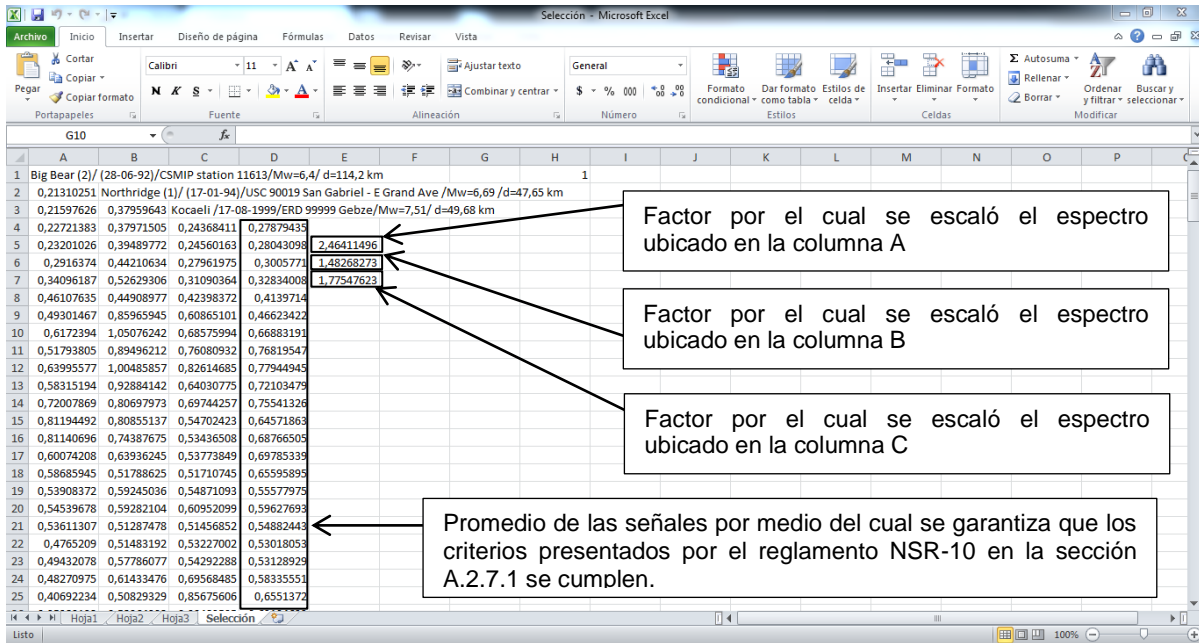 Selección - Microsoft Excel
Archivo Inicio Insertar Diseño de página Fórmulas Datos Revisar Vista
Pegar
Cortar
Copiar
Copiar formato
Portapapeles
Calibri 11 A A
N K S A
Fuente
Ajustar texto
Combinar y centrar
Alineación
General
$ % 000
Número
Formato condicional
Dar formato como tabla
Estilos de celda
Estilos
Insertar Eliminar Formato
Celdas
Σ Autosuma
Rellenar
Borrar
Ordenar y filtrar
Buscar y seleccionar
Modificar
G10 fx
A B C D E F G H I J K L M N O P
1 Big Bear (2)/ (28-06-92)/CSMIP station 11613/Mw=6,4/ d=114,2 km 1
2 0,21310251 Northridge (1)/ (17-01-94)/USC 90019 San Gabriel - E Grand Ave /Mw=6,69 /d=47,65 km
3 0,21597626 0,37959643 Kocaeli /17-08-1999/ERD 99999 Gebze/Mw=7,51/ d=49,68 km
4 0,22721383 0,37971505 0,24368411 0,27879435
5 0,23201026 0,39489772 0,24560163 0,28043098 2,46411496
6 0,2916374 0,44210634 0,27961975 0,3005771 1,48268273
7 0,34096187 0,52629306 0,31090364 0,32834008 1,77547623
8 0,46107635 0,44908977 0,42398372 0,4139714
9 0,49301467 0,85965945 0,60865101 0,46623422
10 0,6172394 1,05076242 0,68575994 0,66883191
11 0,51793805 0,89496212 0,76080932 0,76819547
12 0,63995577 1,00485857 0,82614685 0,77944945
13 0,58315194 0,92884142 0,64030775 0,72103479
14 0,72007869 0,80697973 0,69744257 0,75541326
15 0,81194492 0,80855137 0,54702423 0,64571863
16 0,81140696 0,74387675 0,53436508 0,68766505
17 0,60074208 0,63936245 0,53773849 0,69785339
18 0,58685945 0,51788625 0,51710745 0,65595895
19 0,53908372 0,59245036 0,54871093 0,55577975
20 0,54539678 0,59282104 0,60952099 0,59627693
21 0,53611307 0,51287478 0,51456852 0,54882443
22 0,4765209 0,51483192 0,53227002 0,53018053
23 0,49432078 0,57786077 0,54292288 0,53128929
24 0,48270975 0,61433476 0,69568485 0,58335551
25 0,40692234 0,50829329 0,85675606 0,6551372
Factor por el cual se escaló el espectro
ubicado en la columna A
Factor por el cual se escaló el espectro
ubicado en la columna B
Factor por el cual se escaló el espectro
ubicado en la columna C
Promedio de las señales por medio del cual se garantiza que los
criterios presentados por el reglamento NSR-10 en la sección
A.2.7.1 se cumplen.
Hoja1 Hoja2 Hoja3 Selección
Listo 100%